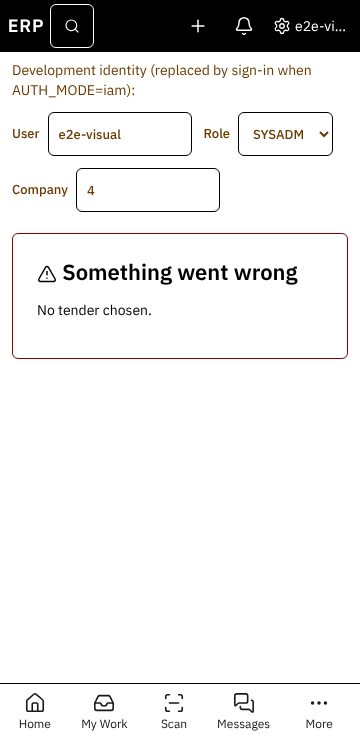 ERP
e2e-vi...
Development identity (replaced by sign-in when
AUTH_MODE=iam):
User e2e-visual Role SYSADM
Company 4
Something went wrong
No tender chosen.
Home My Work Scan Messages More